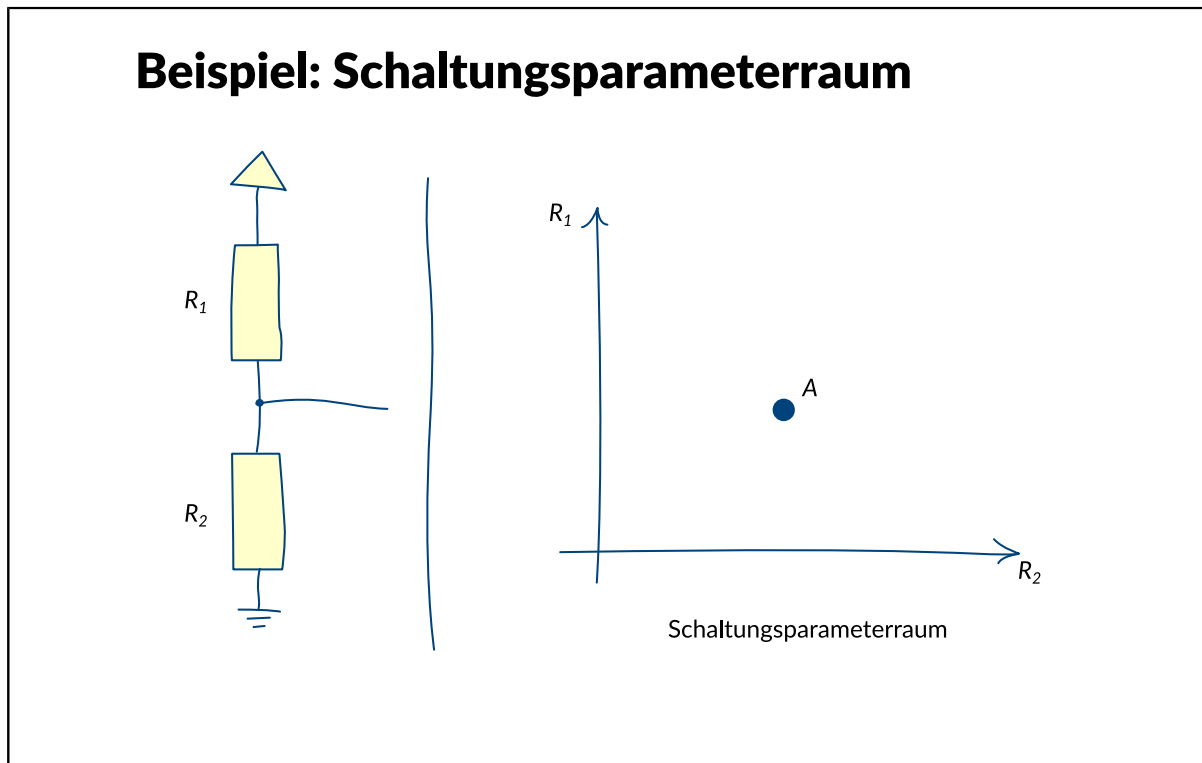 Beispiel: Schaltungsparameterraum
R₁
R₂
R₁
A
R₂
Schaltungsparameterraum